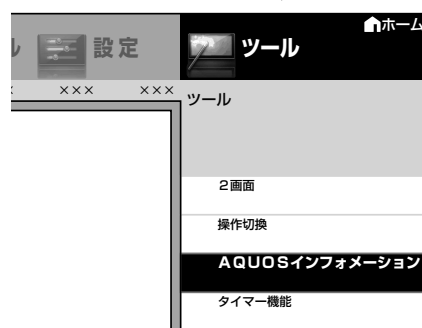 ホーム
設定
ツール
××× ×××
ツール
2画面
操作切換
AQUOSインフォメーション
タイマー機能